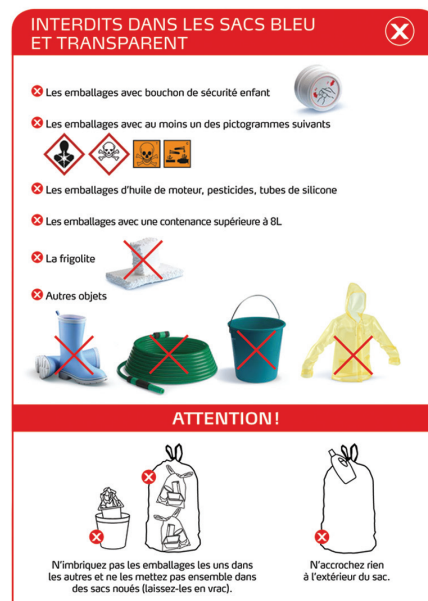 INTERDITS DANS LES SACS BLEU
ET TRANSPARENT
Les emballages avec bouchon de sécurité enfant
Les emballages avec au moins un des pictogrammes suivants
Les emballages d'huile de moteur, pesticides, tubes de silicone
Les emballages avec une contenance supérieure à 8L
La frigolite
Autres objets
ATTENTION!
N'imbriquez pas les emballages les uns dans
les autres et ne les mettez pas ensemble dans
des sacs noués (laissez-les en vrac).
N'accrochez rien
à l'extérieur du sac.